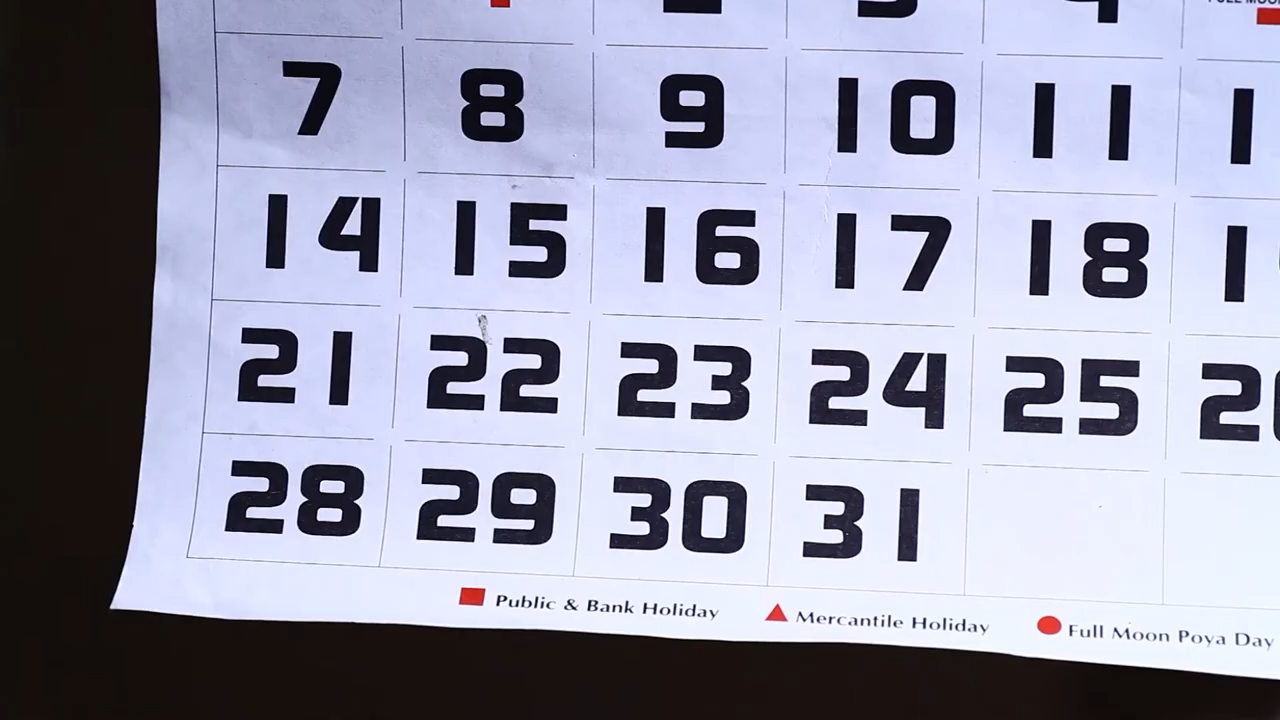 7 8 9 10 11
14 15 16 17 18
21 22 23 24 25
28 29 30 31
Public & Bank Holiday Mercantile Holiday Full Moon Poya Day